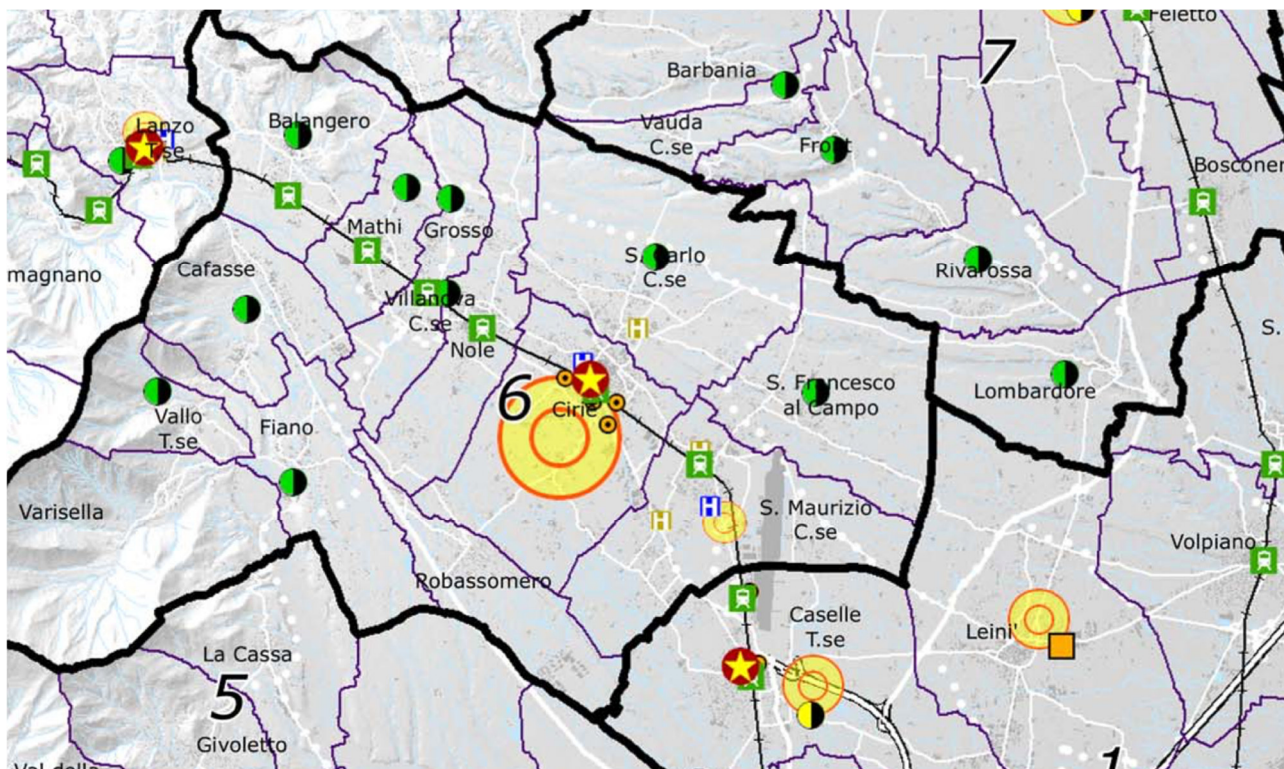 Feletto
7
Barbania
Lanzo
T.se
Balangero
Vauda
C.se
Front
Bosconer
Mathi
Grosso
S. Carlo
C.se
magnano
Cafasse
Rivarossa
Villanova
C.se
S.
Nole
6
Ciriè
S. Francesco
al Campo
Lombardore
Vallo
T.se
Fiano
H
H
H
H
H
H
Varisella
S. Maurizio
C.se
Volpiano
Robassomero
Caselle
T.se
Leini'
La Cassa
5
Givoletto
1